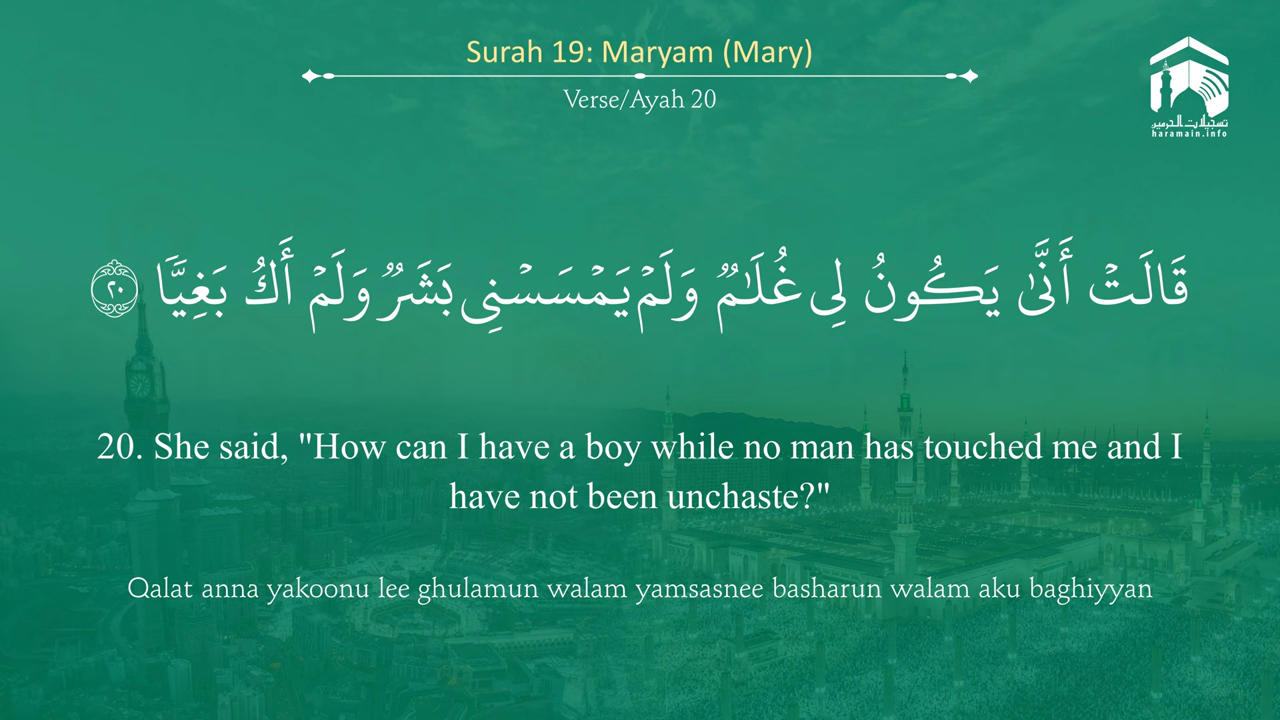 Surah 19: Maryam (Mary)
Verse/Ayah 20
تسجيلات الحرمين
haramain.info
قَالَتْ أَنَّىٰ يَكُونُ لِى غُلَـٰمٌ وَلَمْ يَمْسَسْنِى بَشَرٌ وَلَمْ أَكُ بَغِيًّا ٢٠
20. She said, "How can I have a boy while no man has touched me and I
have not been unchaste?"
Qalat anna yakoonu lee ghulamun walam yamsasnee basharun walam aku baghiyyan